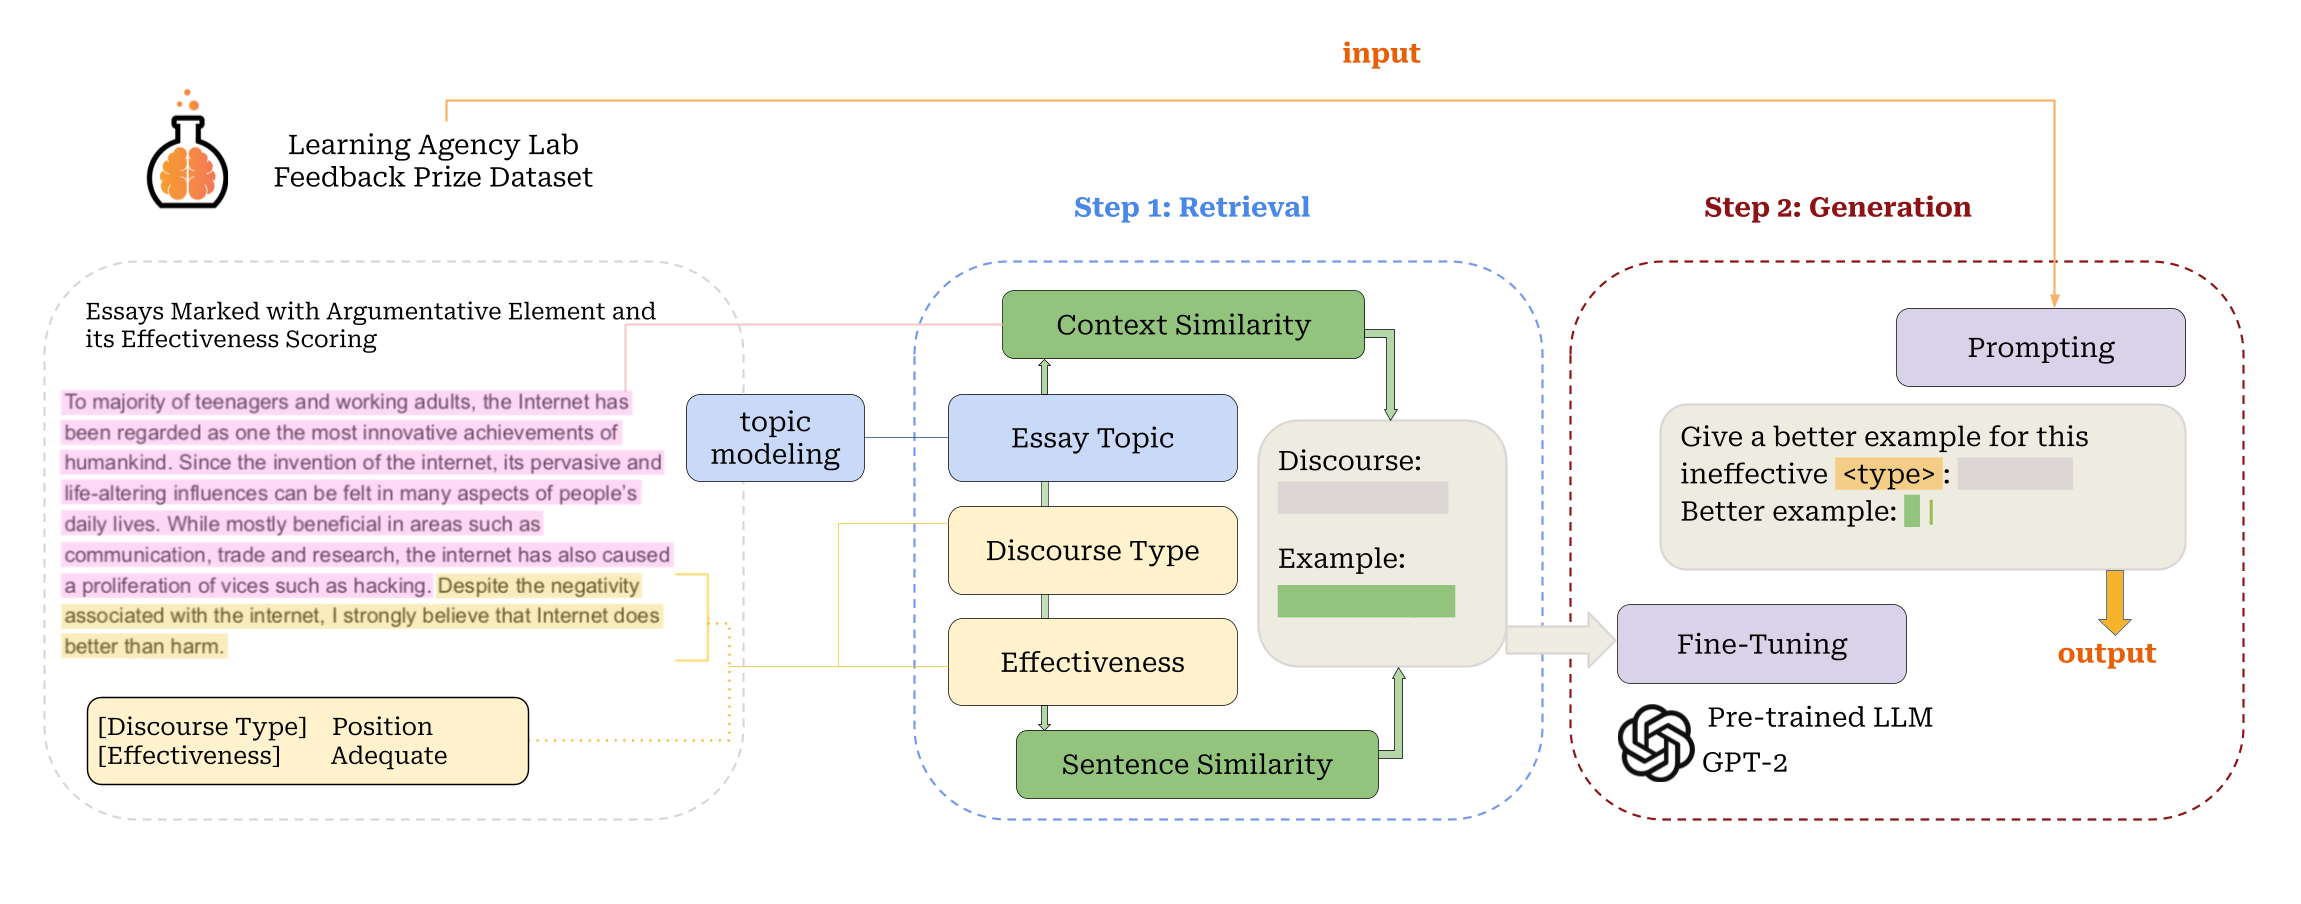 input
Learning Agency Lab
Feedback Prize Dataset
Step 1: Retrieval
Step 2: Generation
Essays Marked with Argumentative Element and
its Effectiveness Scoring
To majority of teenagers and working adults, the Internet has
been regarded as one the most innovative achievements of
humankind. Since the invention of the internet, its pervasive and
life-altering influences can be felt in many aspects of people's
daily lives. While mostly beneficial in areas such as
communication, trade and research, the internet has also caused
a proliferation of vices such as hacking. Despite the negativity
associated with the internet, I strongly believe that Internet does
better than harm.
[Discourse Type] Position
[Effectiveness] Adequate
topic
modeling
Context Similarity
Essay Topic
Discourse Type
Effectiveness
Sentence Similarity
Discourse:
Example:
Prompting
Give a better example for this
ineffective <type> :
Better example:
output
Fine-Tuning
Pre-trained LLM
GPT-2